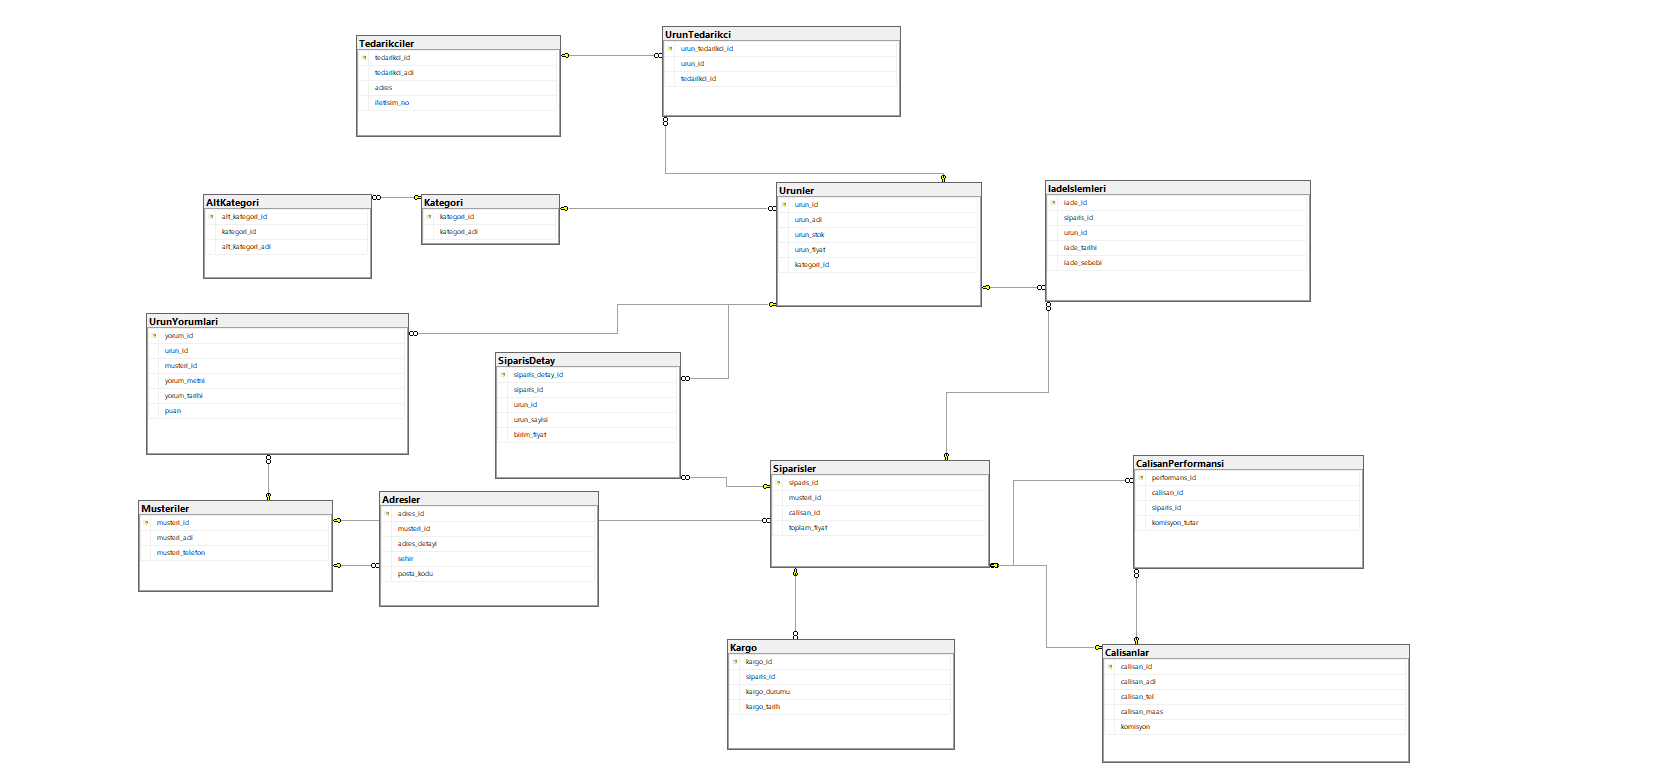 Tedarikciler
tedarikci_id
tedarikci_adi
adres
iletisim_no
UrunTedarikci
urun_tedarikci_id
urun_id
tedarikci_id
AltKategori
alt_kategori_id
kategori_id
alt_kategori_adi
Kategori
kategori_id
kategori_adi
Urunler
urun_id
urun_adi
urun_stok
urun_fiyat
kategori_id
IadeIslemleri
iade_id
siparis_id
urun_id
iade_tarihi
iade_sebebi
UrunYorumlari
yorum_id
urun_id
musteri_id
yorum_metni
yorum_tarihi
puan
SiparisDetay
siparis_detay_id
siparis_id
urun_id
urun_sayisi
birim_fiyat
Siparisler
siparis_id
musteri_id
calisan_id
toplam_fiyat
CalisanPerformansi
performans_id
calisan_id
siparis_id
komisyon_tutar
Musteriler
musteri_id
musteri_adi
musteri_telefon
Adresler
adres_id
musteri_id
adres_detayi
sehir
posta_kodu
Kargo
kargo_id
siparis_id
kargo_durumu
kargo_tarih
Calisanlar
calisan_id
calisan_adi
calisan_tel
calisan_maas
komisyon